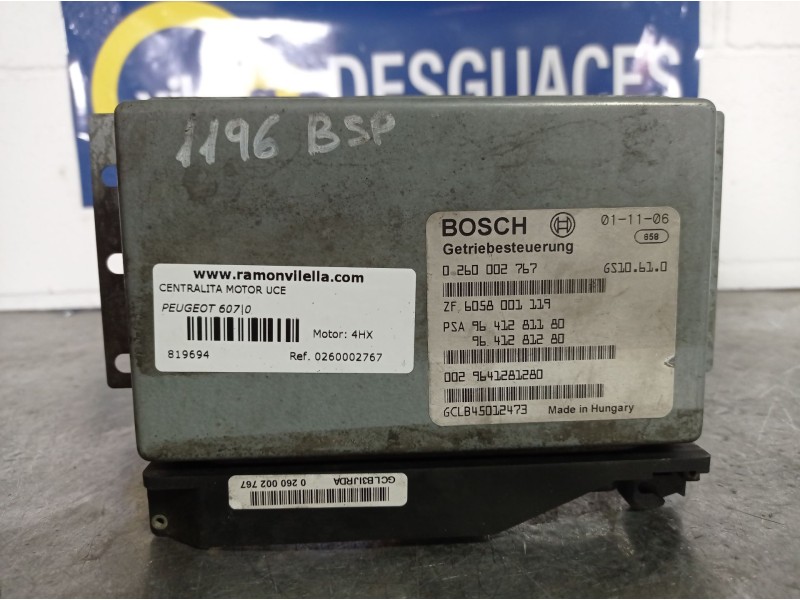 DESGUACES
1196 BSP
BOSCH 01-11-06
Getriebesteuerung 658
0 260 002 767 GS10.61.0
ZF 6058 001 119
PSA 96 412 811 80
96 412 812 80
002 9641281280
GCLB45012473 Made in Hungary
www.ramonvilella.com
CENTRALITA MOTOR UCE
PEUGEOT 607|0
Motor: 4HX
819694 Ref. 0260002767
0 260 002 767